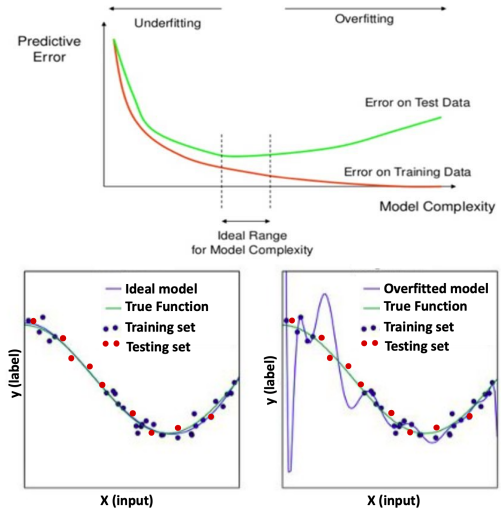 Underfitting
Overfitting
Predictive
Error
Error on Test Data
Error on Training Data
Model Complexity
Ideal Range
for Model Complexity
Ideal model
True Function
Training set
Testing set
y (label)
X (input)
Overfitted model
True Function
Training set
Testing set
y (label)
X (input)